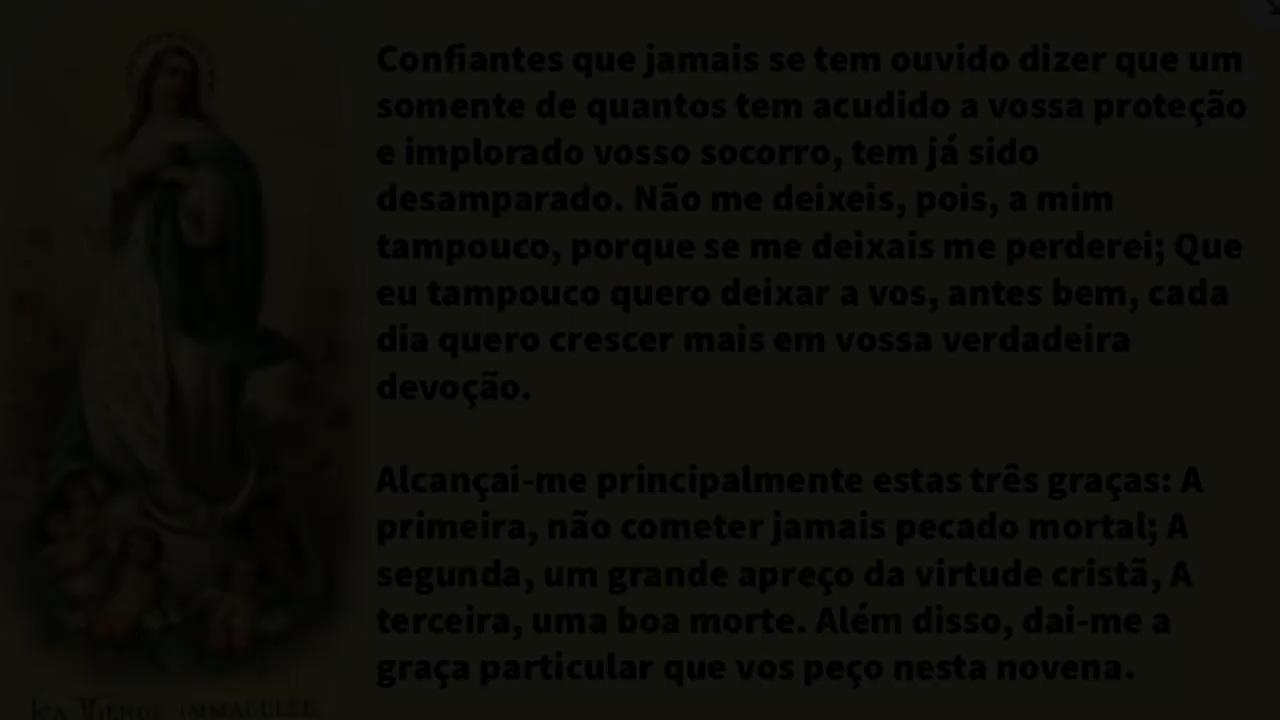 Confiantes que jamais se tem ouvido dizer que um
somente de quantos tem acudido a vossa proteção
e implorado vosso socorro, tem já sido
desamparado. Não me deixeis, pois, a mim
tampouco, porque se me deixais me perderei; Que
eu tampouco quero deixar a vos, antes bem, cada
dia quero crescer mais em vossa verdadeira
devoção.
Alcançai-me principalmente estas três graças: A
primeira, não cometer jamais pecado mortal; A
segunda, um grande apreço da virtude cristã, A
terceira, uma boa morte. Além disso, dai-me a
graça particular que vos peço nesta novena.
LA VIERGE IMMACULÉE